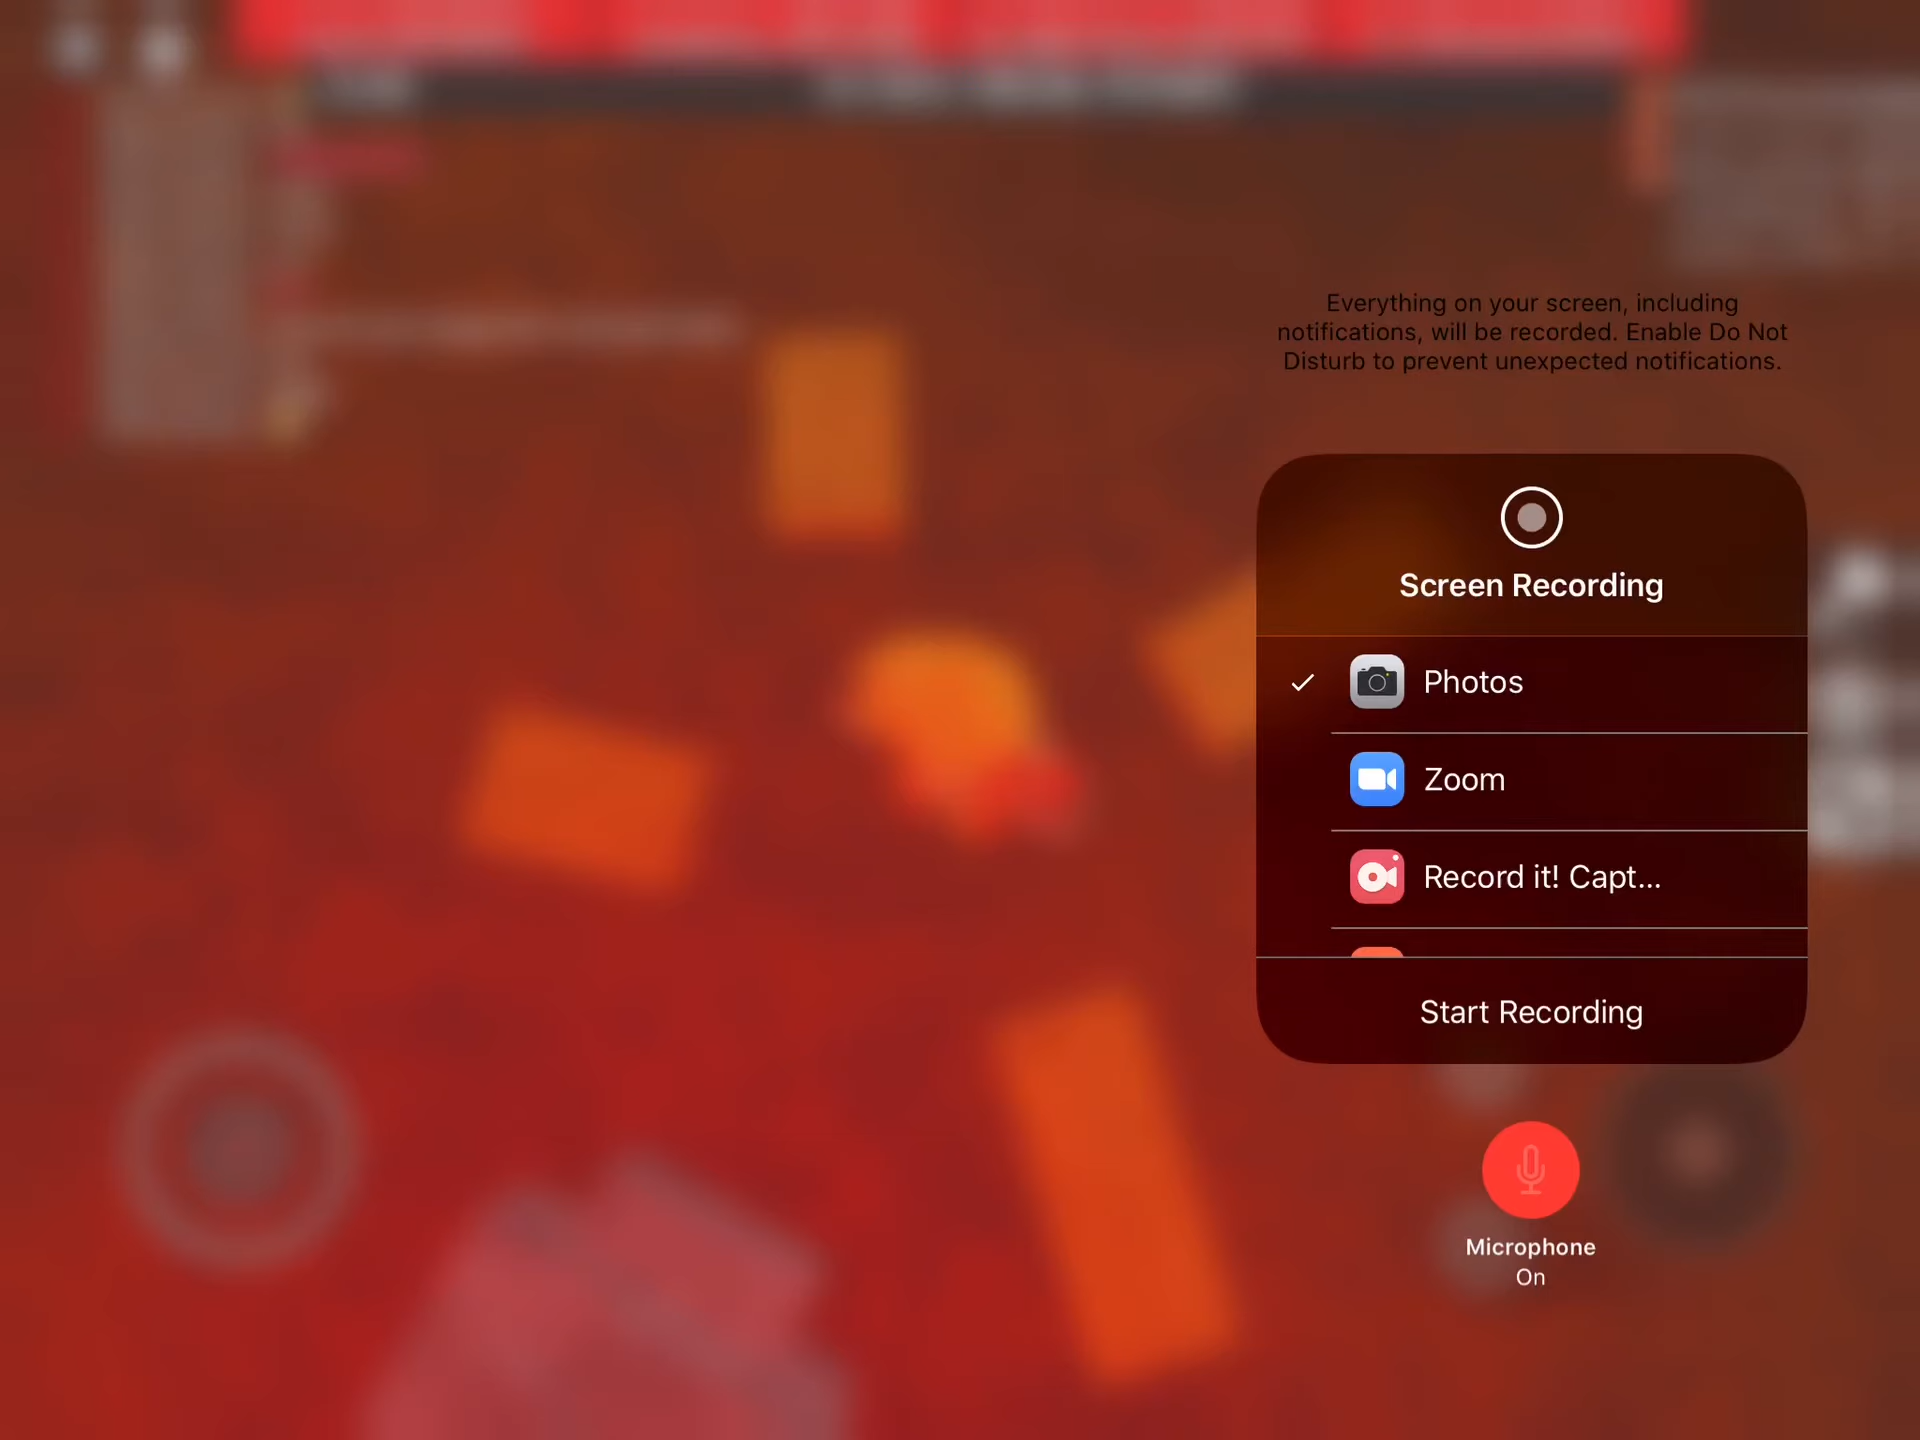 Everything on your screen, including
notifications, will be recorded. Enable Do Not
Disturb to prevent unexpected notifications.
Screen Recording
Photos
Zoom
Record it! Capt...
Start Recording
Microphone
On